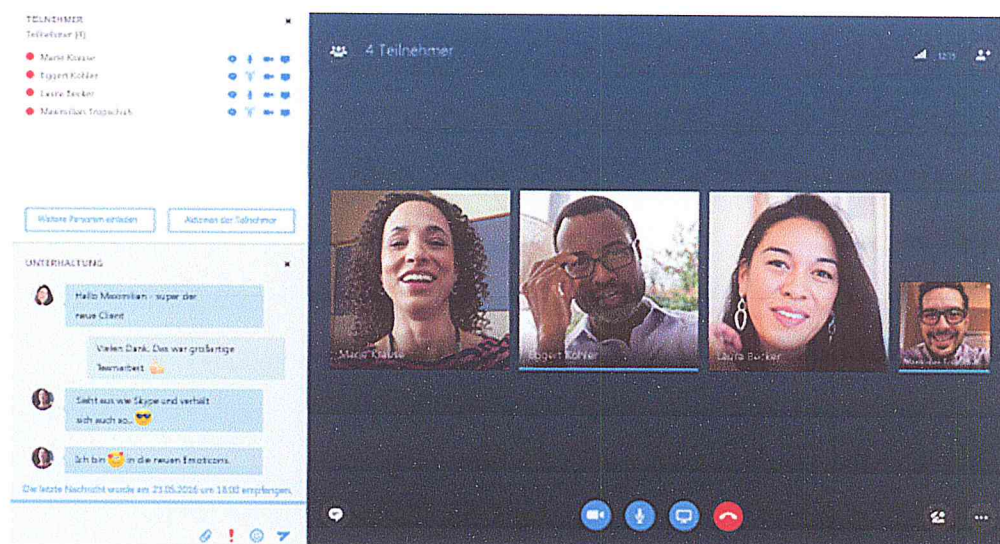 TEILNEHMER
Teilnehmer (4)
Marie Krause
Eggert Köhler
Laura Becker
Maximilian
Weitere Personen einladen
Aktionen der Teilnehmer
UNTERHALTUNG
Hallo Maximilian - super der
neue Client
Vielen Dank. Das war großartige
Teamarbeit 👍
Sieht aus wie Skype und verhält
sich auch so... 😎
Ich bin 🥰 in die neuen Emoticons.
Die letzte Nachricht wurde am 23.05.2016 um 18:00 empfangen.
4 Teilnehmer
Marie Krause
Eggert Köhler
Laura Becker